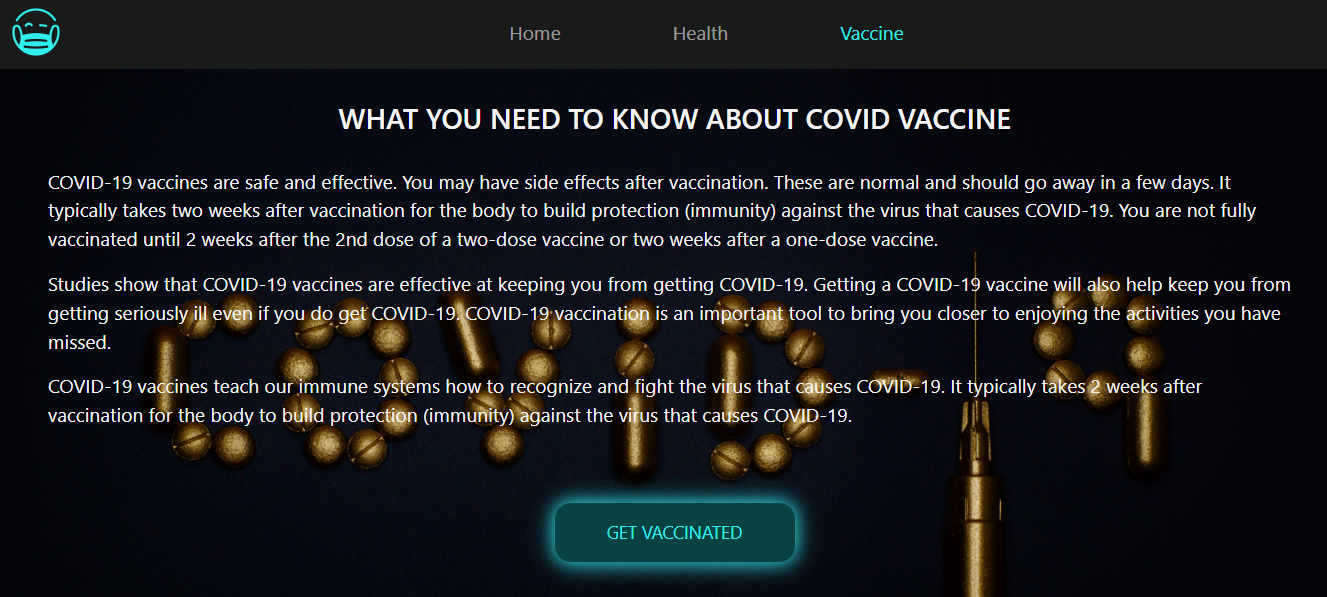 Home Health Vaccine
WHAT YOU NEED TO KNOW ABOUT COVID VACCINE
COVID-19 vaccines are safe and effective. You may have side effects after vaccination. These are normal and should go away in a few days. It
typically takes two weeks after vaccination for the body to build protection (immunity) against the virus that causes COVID-19. You are not fully
vaccinated until 2 weeks after the 2nd dose of a two-dose vaccine or two weeks after a one-dose vaccine.
Studies show that COVID-19 vaccines are effective at keeping you from getting COVID-19. Getting a COVID-19 vaccine will also help keep you from
getting seriously ill even if you do get COVID-19. COVID-19 vaccination is an important tool to bring you closer to enjoying the activities you have
missed.
COVID-19 vaccines teach our immune systems how to recognize and fight the virus that causes COVID-19. It typically takes 2 weeks after
vaccination for the body to build protection (immunity) against the virus that causes COVID-19.
COVID-19
GET VACCINATED